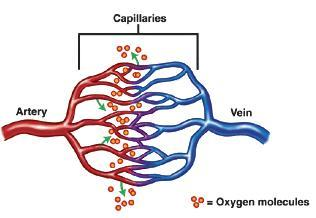 Capillaries
Artery
Vein
= Oxygen molecules